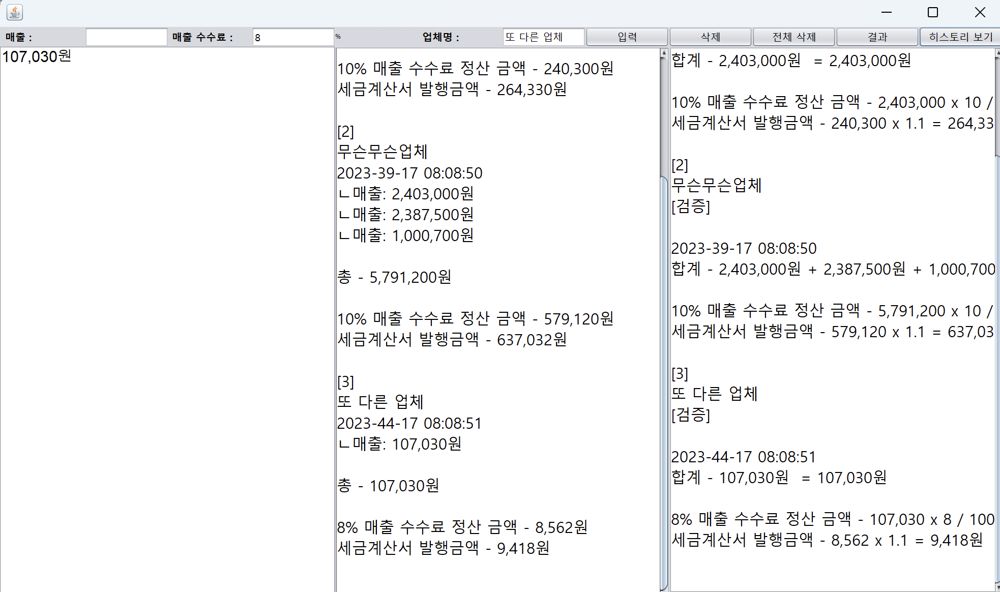 매출 :
매출 수수료 :
8
%
업체명 :
또 다른 업체
입력
삭제
전체 삭제
결과
히스토리 보기
107,030원
10% 매출 수수료 정산 금액 - 240,300원
세금계산서 발행금액 - 264,330원
[2]
무슨무슨업체
2023-39-17 08:08:50
ㄴ매출: 2,403,000원
ㄴ매출: 2,387,500원
ㄴ매출: 1,000,700원
총 - 5,791,200원
10% 매출 수수료 정산 금액 - 579,120원
세금계산서 발행금액 - 637,032원
[3]
또 다른 업체
2023-44-17 08:08:51
ㄴ매출: 107,030원
총 - 107,030원
8% 매출 수수료 정산 금액 - 8,562원
세금계산서 발행금액 - 9,418원
합계 - 2,403,000원  = 2,403,000원
10% 매출 수수료 정산 금액 - 2,403,000 x 10 /
세금계산서 발행금액 - 240,300 x 1.1 = 264,33
[2]
무슨무슨업체
[검증]
2023-39-17 08:08:50
합계 - 2,403,000원 + 2,387,500원 + 1,000,700
10% 매출 수수료 정산 금액 - 5,791,200 x 10 /
세금계산서 발행금액 - 579,120 x 1.1 = 637,03
[3]
또 다른 업체
[검증]
2023-44-17 08:08:51
합계 - 107,030원  = 107,030원
8% 매출 수수료 정산 금액 - 107,030 x 8 / 100
세금계산서 발행금액 - 8,562 x 1.1 = 9,418원